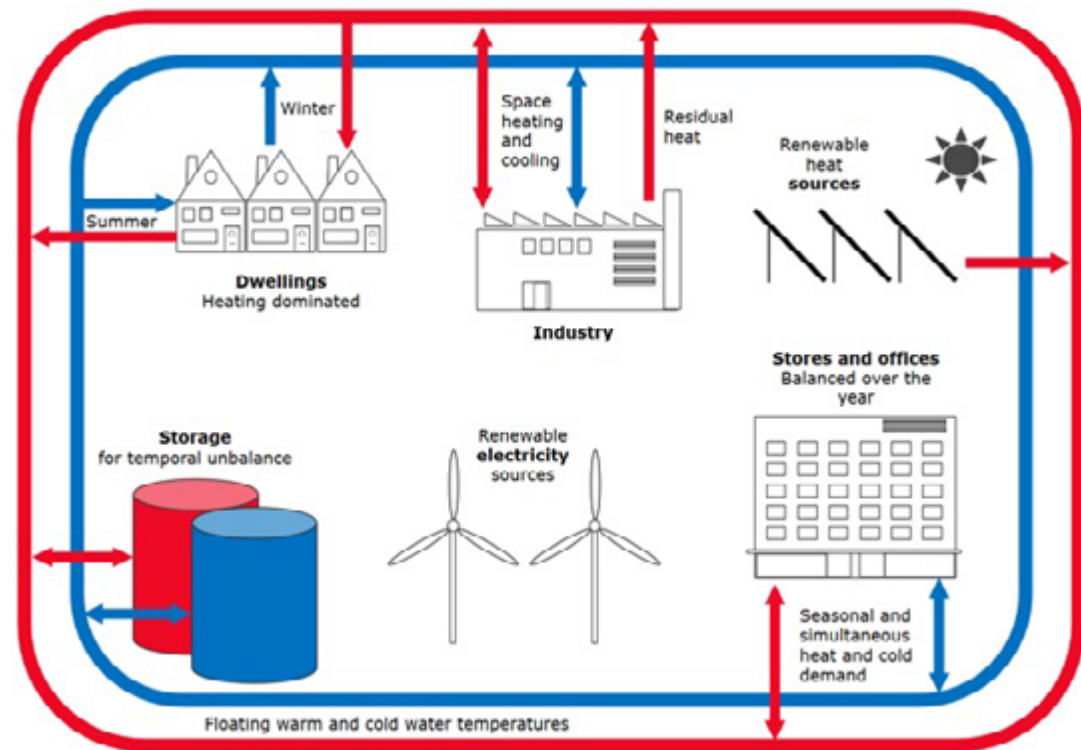 Winter
Summer
Dwellings
Heating dominated
Space
heating
and
cooling
Residual
heat
Industry
Renewable
heat
sources
Stores and offices
Balanced over the
year
Storage
for temporal unbalance
Renewable
electricity
sources
Seasonal and
simultaneous
heat and cold
demand
Floating warm and cold water temperatures